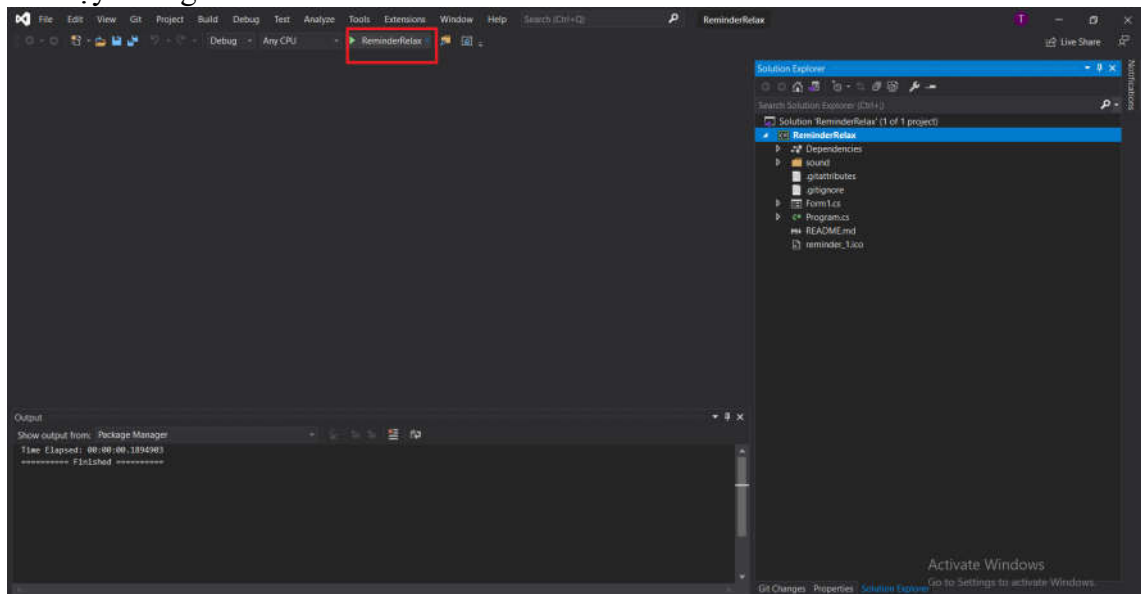 File Edit View Git Project Build Debug Test Analyze Tools Extensions Window Help Search (Ctrl+Q) ReminderRelax T
Debug Any CPU ReminderRelax Live Share
Solution Explorer
Search Solution Explorer (Ctrl+;)
Solution 'ReminderRelax' (1 of 1 project)
ReminderRelax
Dependencies
sound
.gitattributes
.gitignore
Form1.cs
C# Program.cs
README.md
reminder_1.ico
Notifications
Output
Show output from: Package Manager
Time Elapsed: 00:00:00.1894903
========== Finished ==========
Activate Windows
Go to Settings to activate Windows.
Git Changes Properties Solution Explorer